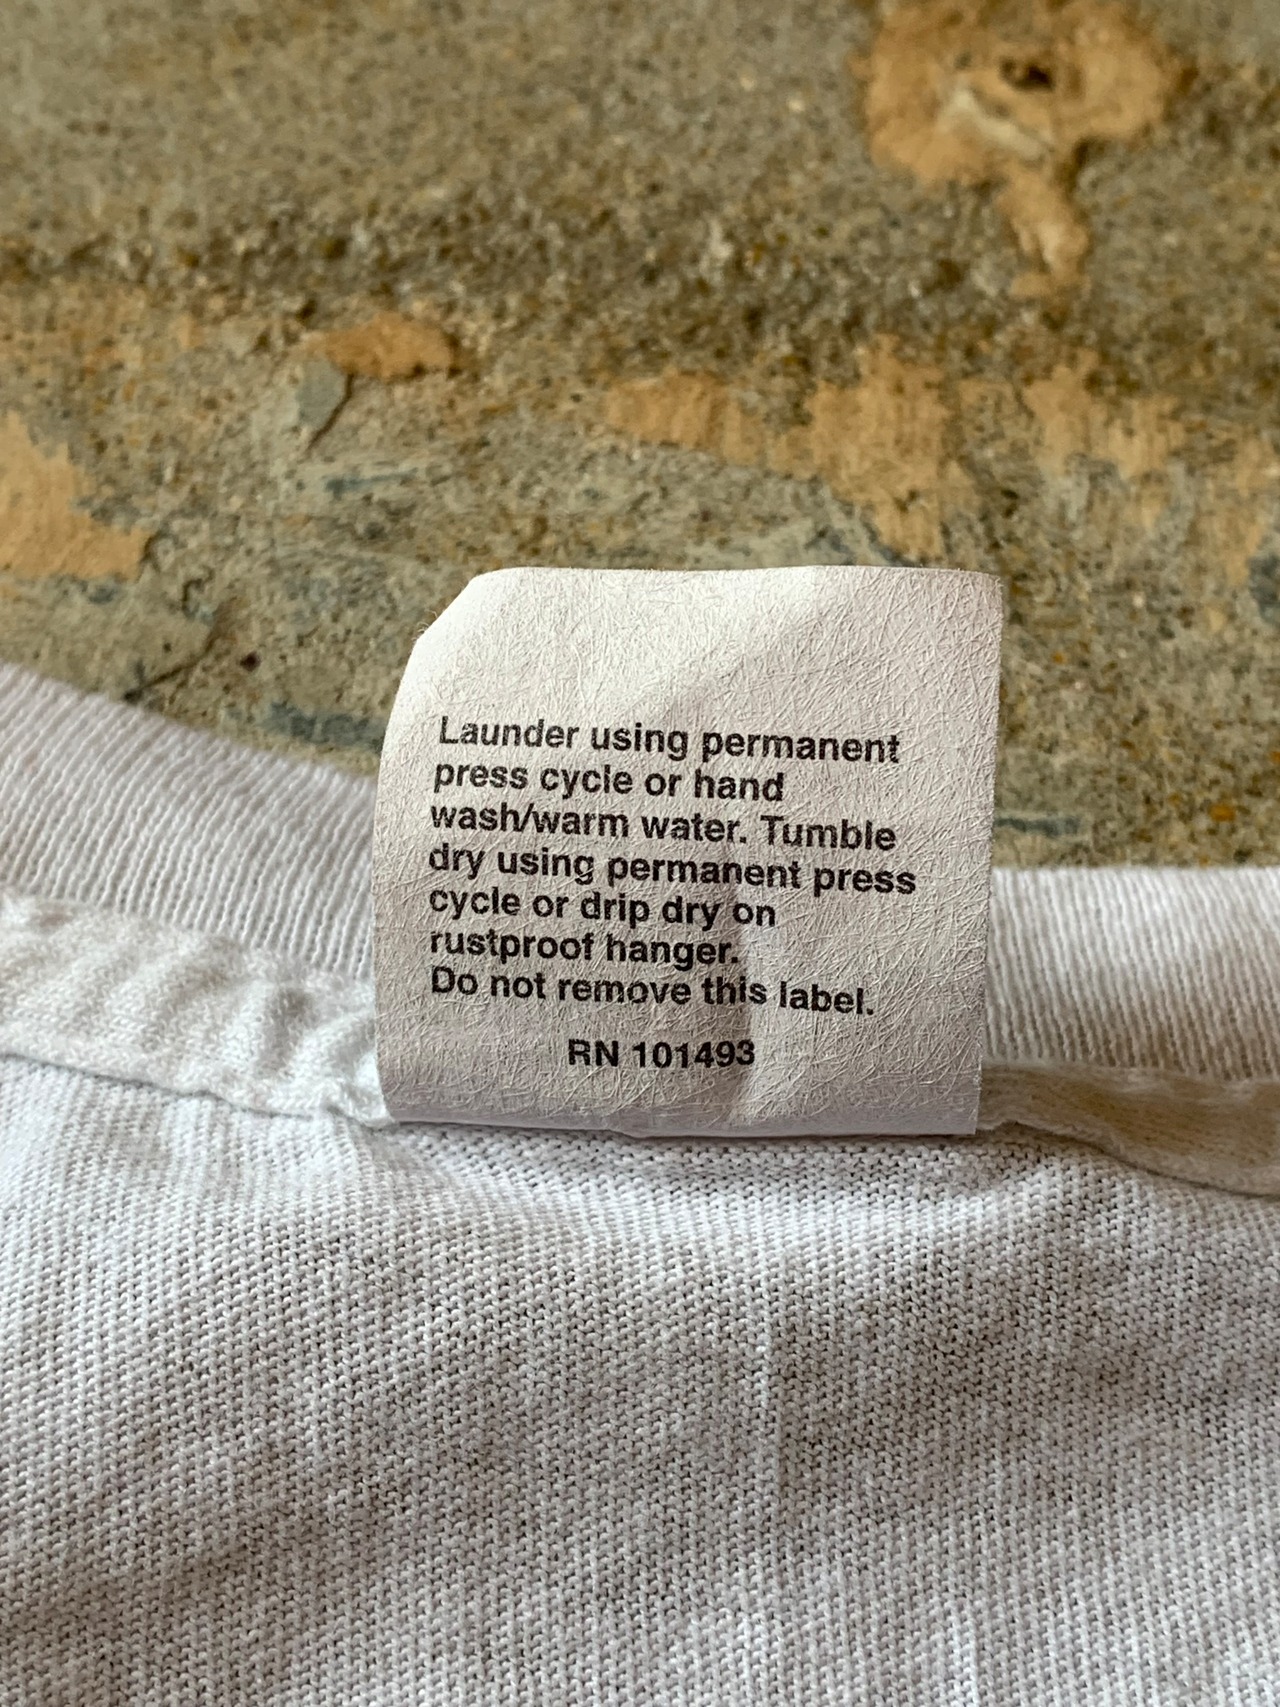 Launder using permanent
press cycle or hand
wash/warm water. Tumble
dry using permanent press
cycle or drip dry on
rustproof hanger.
Do not remove this label.
RN 101493